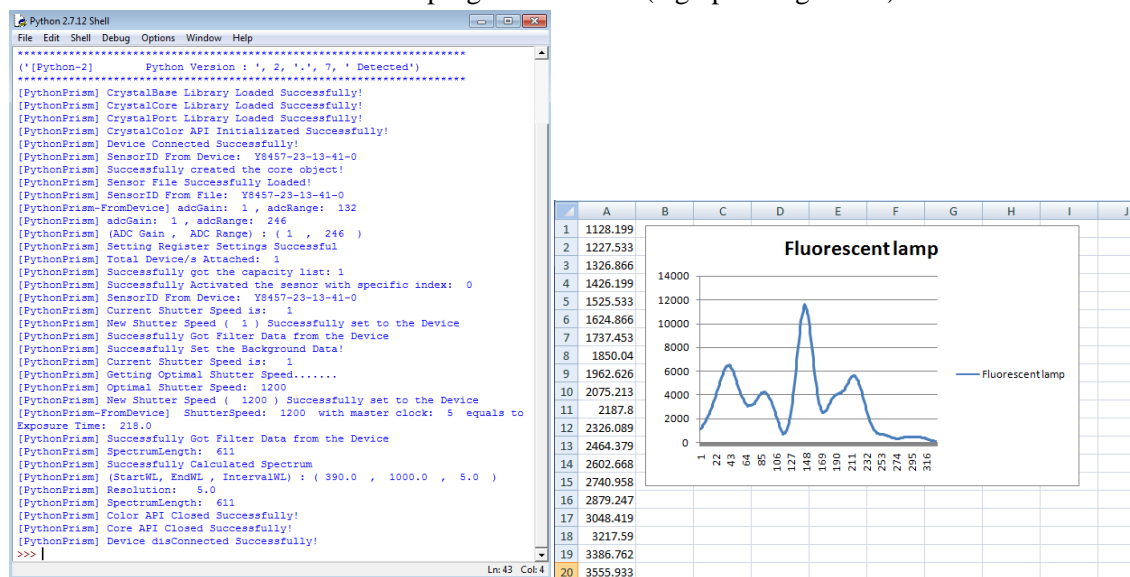 Python 2.7.12 Shell
File Edit Shell Debug Options Window Help
**********************************************************************
('[Python-2]       Python Version : ', 2, '.', 7, ' Detected')
**********************************************************************
[PythonPrism] CrystalBase Library Loaded Successfully!
[PythonPrism] CrystalCore Library Loaded Successfully!
[PythonPrism] CrystalPort Library Loaded Successfully!
[PythonPrism] CrystalColor API Initializated Successfully!
[PythonPrism] Device Connected Successfully!
[PythonPrism] SensorID From Device:  Y8457-23-13-41-0
[PythonPrism] Successfully created the core object!
[PythonPrism] Sensor File Successfully Loaded!
[PythonPrism] SensorID From File:  Y8457-23-13-41-0
[PythonPrism-FromDevice] adcGain:  1 , adcRange:  132
[PythonPrism] adcGain:  1 , adcRange:  246
[PythonPrism] (ADC Gain , ADC Range) : ( 1  ,  246  )
[PythonPrism] Setting Register Settings Successful
[PythonPrism] Total Device/s Attached:  1
[PythonPrism] Successfully got the capacity list: 1
[PythonPrism] Successfully Activated the sesnor with specific index:  0
[PythonPrism] SensorID From Device:  Y8457-23-13-41-0
[PythonPrism] Current Shutter Speed is:   1
[PythonPrism] New Shutter Speed (  1 ) Successfully set to the Device
[PythonPrism] Successfully Got Filter Data from the Device
[PythonPrism] Successfully Set the Background Data!
[PythonPrism] Current Shutter Speed is:   1
[PythonPrism] Getting Optimal Shutter Speed.......
[PythonPrism] Optimal Shutter Speed:  1200
[PythonPrism] New Shutter Speed (  1200 ) Successfully set to the Device
[PythonPrism-FromDevice]  ShutterSpeed:  1200  with master clock:  5  equals to
Exposure Time:  218.0
[PythonPrism] Successfully Got Filter Data from the Device
[PythonPrism] SpectrumLength:  611
[PythonPrism] Successfully Calculated Spectrum
[PythonPrism] (StartWL, EndWL , IntervalWL) : ( 390.0  ,  1000.0  ,  5.0  )
[PythonPrism] Resolution:   5.0
[PythonPrism] SpectrumLength:  611
[PythonPrism] Color API Closed Successfully!
[PythonPrism] Core API Closed Successfully!
[PythonPrism] Device disConnected Successfully!
>>>
Ln: 43 Col: 4
A B C D E F G H I J
1 1128.199
2 1227.533
3 1326.866
4 1426.199
5 1525.533
6 1624.866
7 1737.453
8 1850.04
9 1962.626
10 2075.213
11 2187.8
12 2326.089
13 2464.379
14 2602.668
15 2740.958
16 2879.247
17 3048.419
18 3217.59
19 3386.762
20 3555.933
Fluorescent lamp
14000
12000
10000
8000
6000
4000
2000
0
1 22 43 64 85 106 127 148 169 190 211 232 253 274 295 316
Fluorescent lamp